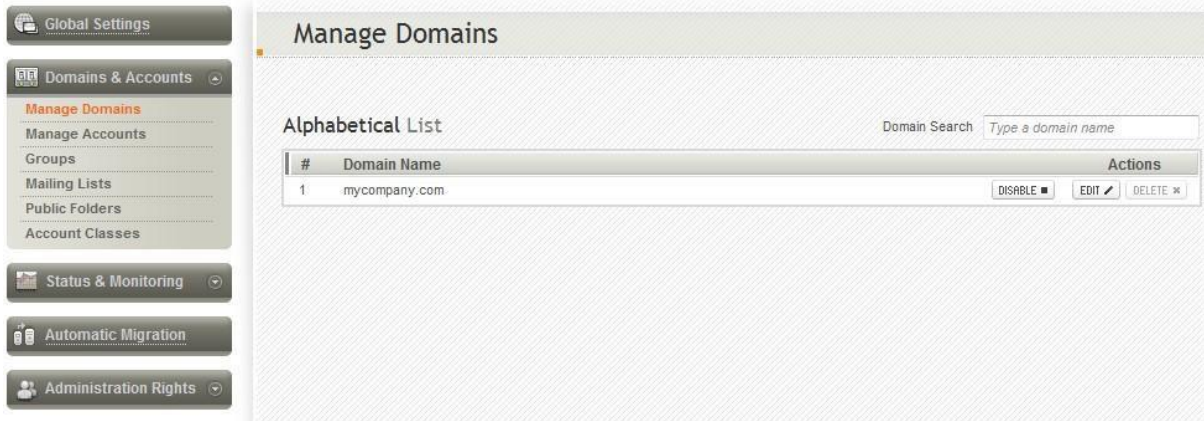 Global Settings
Domains & Accounts
Manage Domains
Manage Accounts
Groups
Mailing Lists
Public Folders
Account Classes
Status & Monitoring
Automatic Migration
Administration Rights
Manage Domains
Alphabetical List
Domain Search Type a domain name
# Domain Name Actions
1 mycompany.com DISABLE EDIT DELETE